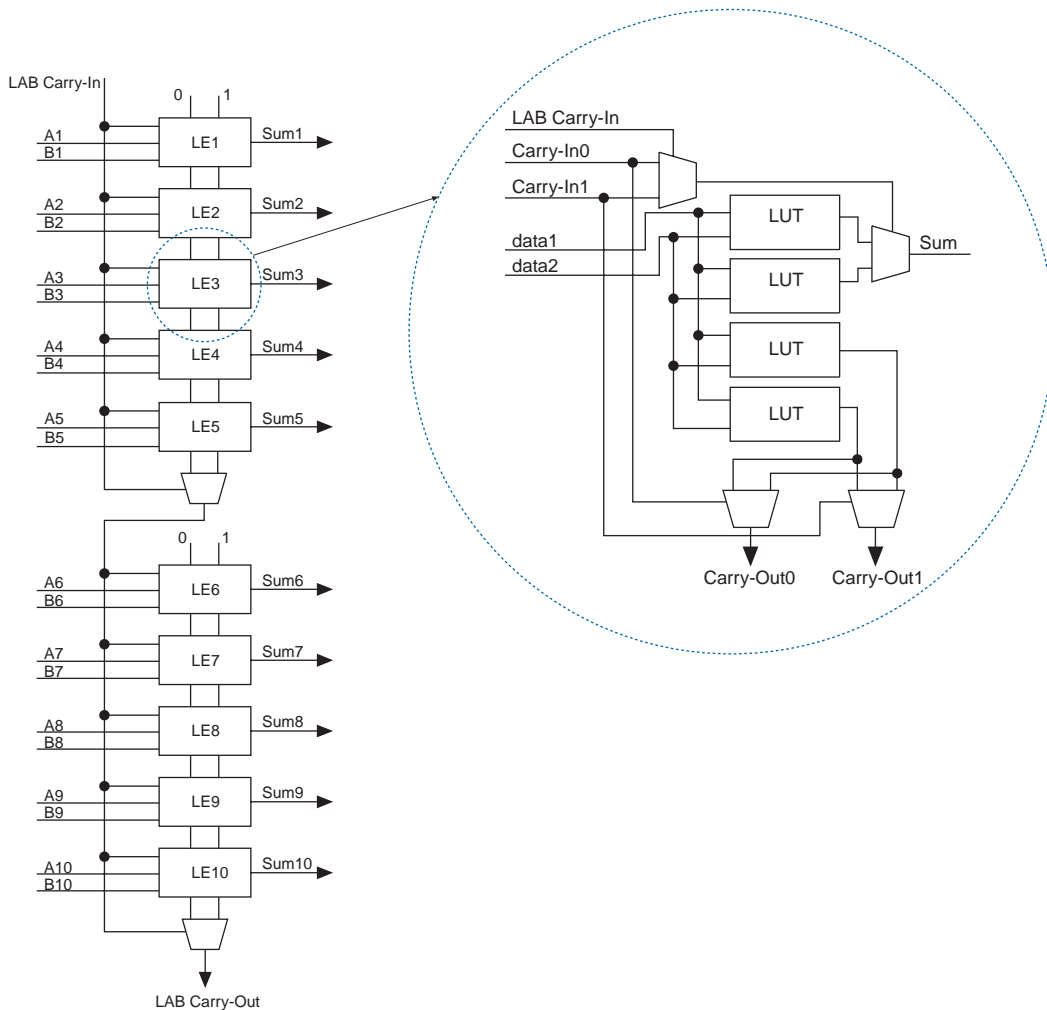 LAB Carry-In
0 1
A1
B1
LE1
Sum1
A2
B2
LE2
Sum2
A3
B3
LE3
Sum3
A4
B4
LE4
Sum4
A5
B5
LE5
Sum5
0 1
A6
B6
LE6
Sum6
A7
B7
LE7
Sum7
A8
B8
LE8
Sum8
A9
B9
LE9
Sum9
A10
B10
LE10
Sum10
LAB Carry-Out
LAB Carry-In
Carry-In0
Carry-In1
data1
data2
LUT
LUT
LUT
LUT
Sum
Carry-Out0
Carry-Out1